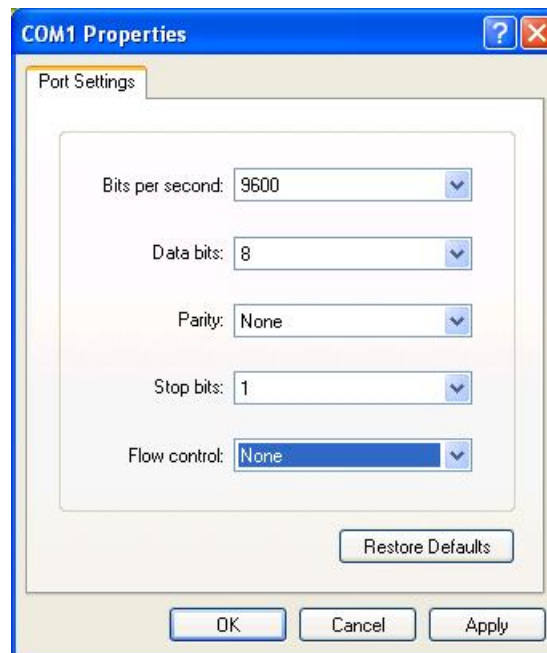 COM1 Properties
Port Settings
Bits per second: 9600
Data bits: 8
Parity: None
Stop bits: 1
Flow control: None
Restore Defaults
OK Cancel Apply